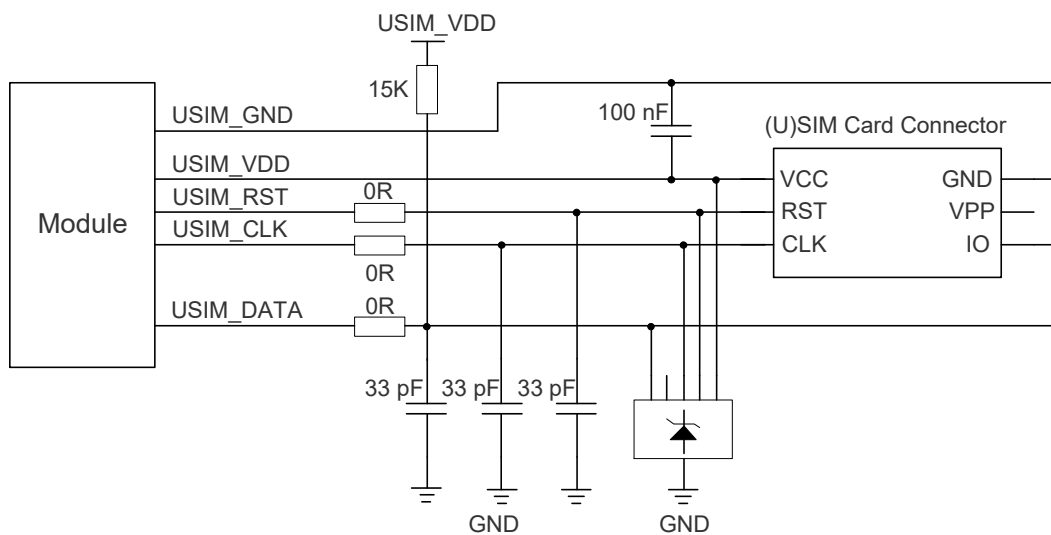 USIM_VDD
15K
USIM_GND
100 nF
(U)SIM Card Connector
USIM_VDD
VCC
GND
USIM_RST
0R
RST
VPP
Module
USIM_CLK
CLK
IO
0R
USIM_DATA
0R
33 pF
33 pF
33 pF
GND
GND